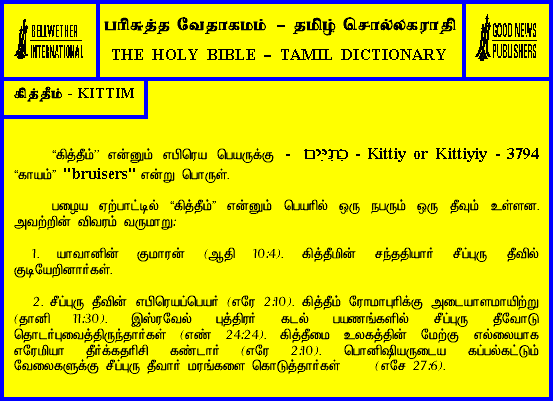 BELLWETHER
INTERNATIONAL
பரிசுத்த வேதாகமம் – தமிழ் சொல்லகராதி
THE HOLY BIBLE – TAMIL DICTIONARY
GOOD NEWS
PUBLISHERS
கித்தீம் - KITTIM
“கித்தீம்” என்னும் எபிரெய பெயருக்கு - כִתִּיִּים - Kittiy or Kittiyiy - 3794
“காயம்” "bruisers" என்று பொருள்.
பழைய ஏற்பாட்டில் “கித்தீம்” என்னும் பெயரில் ஒரு நபரும் ஒரு தீவும் உள்ளன.
அவற்றின் விவரம் வருமாறு:
1. யாவானின் குமாரன் (ஆதி 10:4). கித்தீமின் சந்ததியார் சீப்புரு தீவில்
குடியேறினார்கள்.
2. சீப்புரு தீவின் எபிரெயப்பெயர் (எரே 2:10). கித்தீம் ரோமாபுரிக்கு அடையாளமாயிற்று
(தானி 11:30). இஸ்ரவேல் புத்திரர் கடல் பயணங்களில் சீப்புரு தீவோடு
தொடர்புவைத்திருந்தார்கள் (எண் 24:24). கித்தீமை உலகத்தின் மேற்கு எல்லையாக
எரேமியா தீர்க்கதரிசி கண்டார் (எரே 2:10). பொனிஷியருடைய கப்பல்கட்டும்
வேலைகளுக்கு சீப்புரு தீவார் மரங்களை கொடுத்தார்கள் (எசே 27:6).